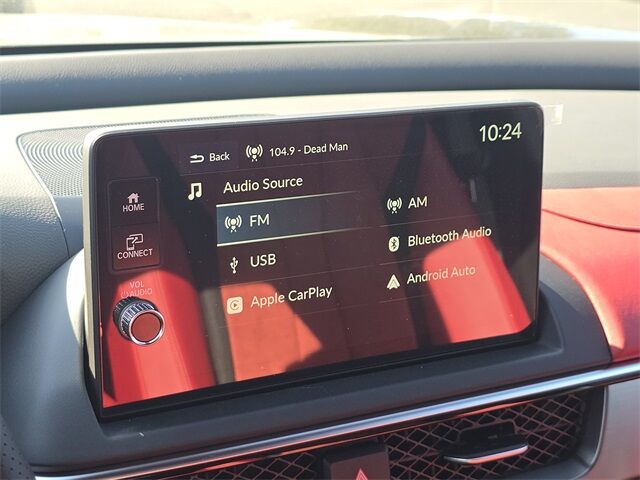 Back
104.9 - Dead Man
10:24
Audio Source
HOME
CONNECT
VOL
AUDIO
FM
AM
USB
Bluetooth Audio
Apple CarPlay
Android Auto